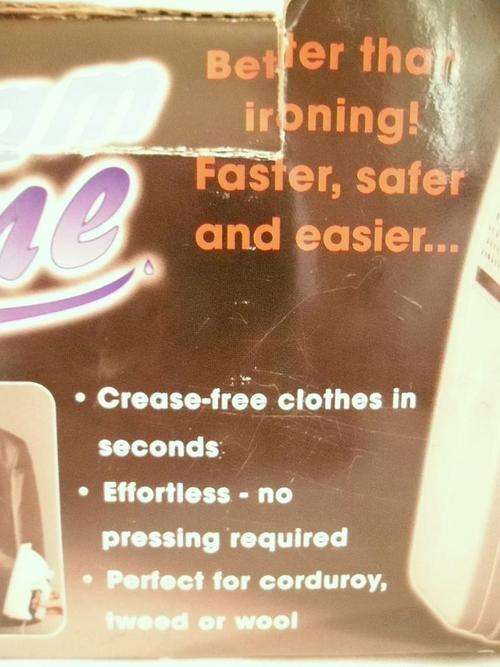 Better than
ironing!
Faster, safer
and easier...
• Crease-free clothes in
seconds
• Effortless - no
pressing required
• Perfect for corduroy,
tweed or wool